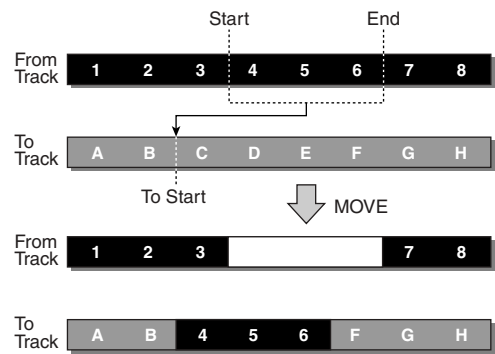 Start End
From Track 1 2 3 4 5 6 7 8
To Track A B C D E F G H
To Start
MOVE
From Track 1 2 3 7 8
To Track A B 4 5 6 F G H